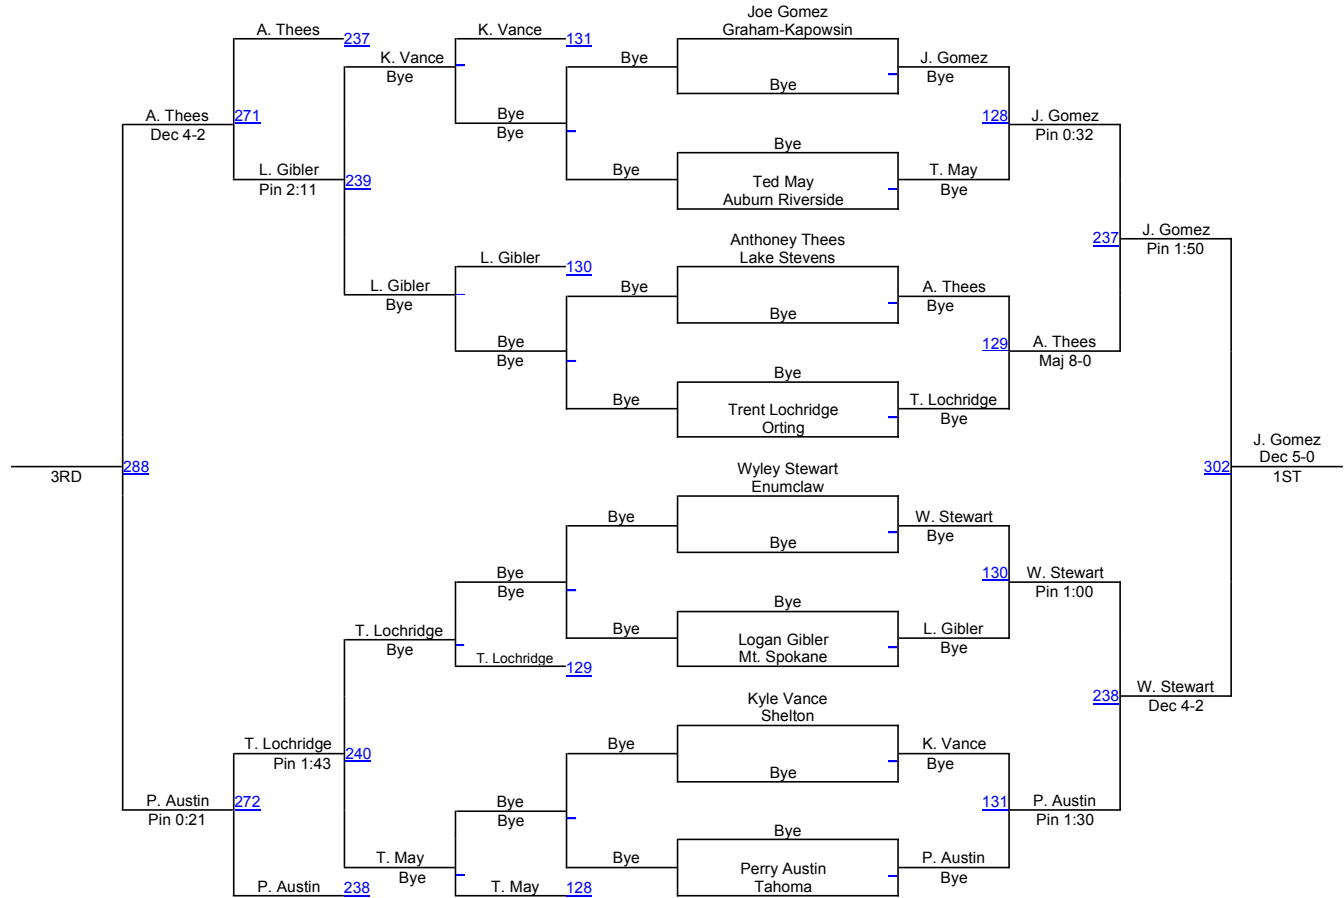 Joe Gomez
A. Thees
K. Vance
Graham-Kapowsin
237
131
K. Vance
Bye
J. Gomez
Bye
Bye
Bye
A. Thees
271
Bye
128
J. Gomez
Dec 4-2
Bye
Pin 0:32
Bye
L. Gibler
Bye
T. May
Pin 2:11
239
Ted May
Bye
Auburn Riverside
237
J. Gomez
Anthoney Thees
Pin 1:50
L. Gibler
130
Lake Stevens
L. Gibler
Bye
A. Thees
Bye
Bye
Bye
Bye
129
A. Thees
Bye
Maj 8-0
Bye
Bye
T. Lochridge
Trent Lochridge
Bye
Orting
J. Gomez
288
302
Dec 5-0
3RD
1ST
Wyley Stewart
Enumclaw
Bye
W. Stewart
Bye
Bye
Bye
130
W. Stewart
Bye
Pin 1:00
Bye
T. Lochridge
Bye
L. Gibler
Bye
Logan Gibler
Bye
T. Lochridge
129
Mt. Spokane
238
W. Stewart
Kyle Vance
Dec 4-2
Shelton
T. Lochridge
240
Bye
K. Vance
Pin 1:43
Bye
Bye
P. Austin
272
Bye
131
P. Austin
Pin 0:21
Bye
Pin 1:30
Bye
T. May
Bye
P. Austin
Bye
Perry Austin
Bye
P. Austin
238
T. May
128
Tahoma